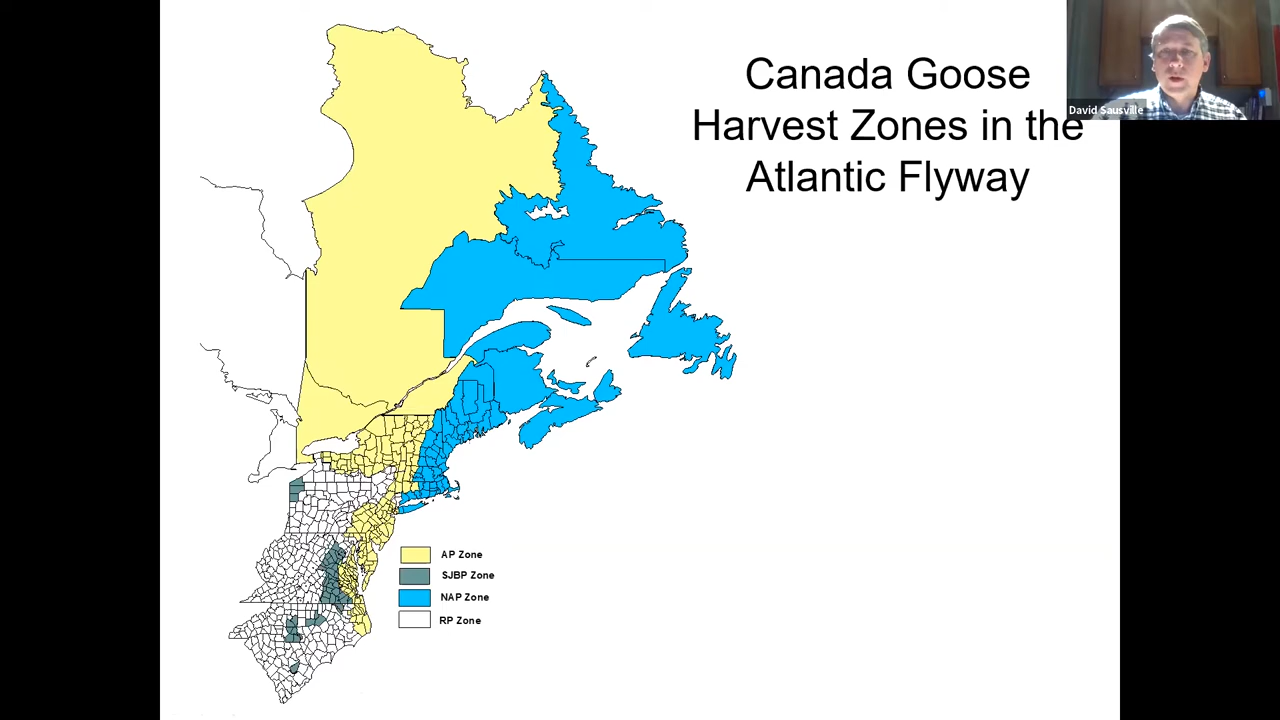 Canada Goose
Harvest Zones in the
Atlantic Flyway
David Sausville
AP Zone
SJBP Zone
NAP Zone
RP Zone